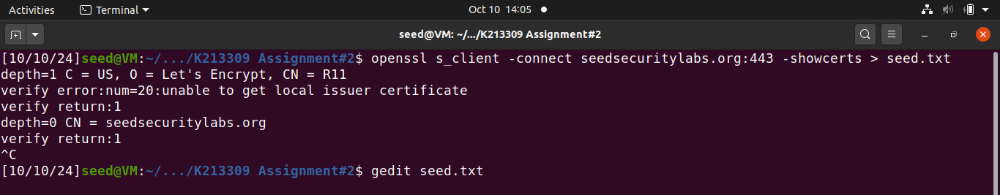 Activities
Terminal
Oct 10 14:05
seed@VM: ~/.../K213309 Assignment#2
[10/10/24]seed@VM:~/.../K213309 Assignment#2$ openssl s_client -connect seedsecuritylabs.org:443 -showcerts > seed.txt
depth=1 C = US, O = Let's Encrypt, CN = R11
verify error:num=20:unable to get local issuer certificate
verify return:1
depth=0 CN = seedsecuritylabs.org
verify return:1
^C
[10/10/24]seed@VM:~/.../K213309 Assignment#2$ gedit seed.txt